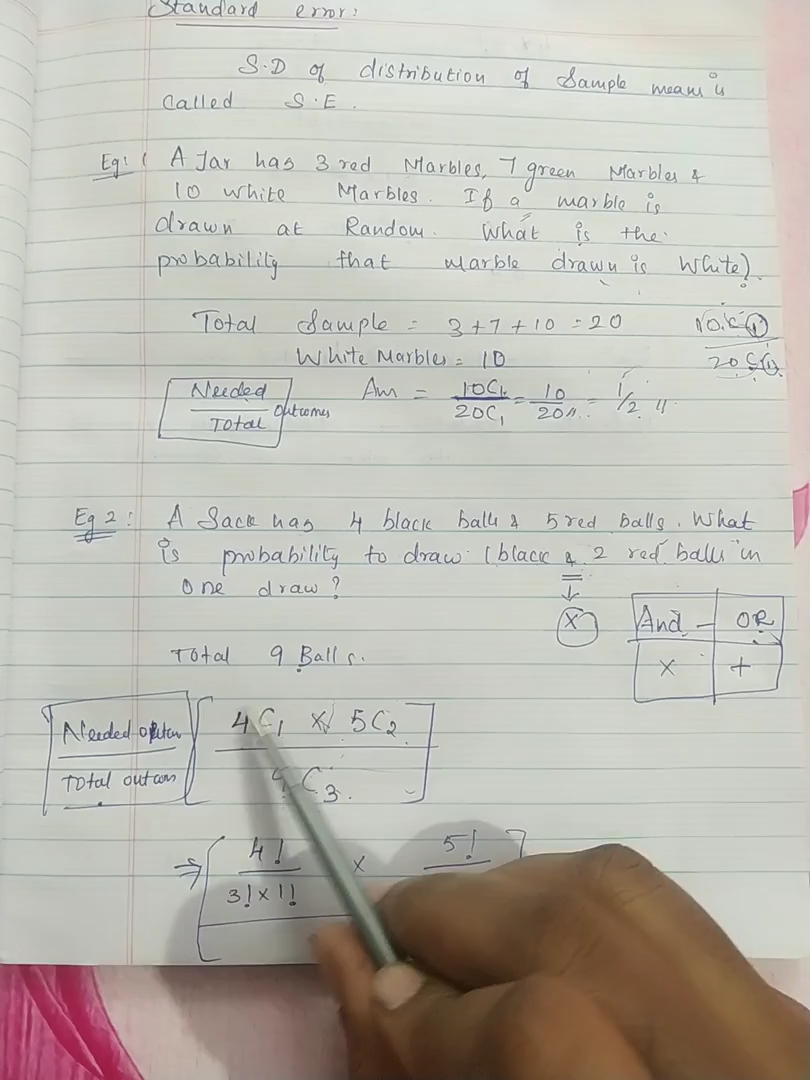 Standard error:
S.D of distribution of Sample means is
called S.E.
Eg: 1 A Jar has 3 red Marbles, 7 green Marbles &
10 white Marbles. If a marble is
drawn at Random. What is the
probability that marble drawn is White).
Total Sample = 3+7+10 = 20
White Marbles = 10
10C1
20C1
Needed
Total
Outcomes
Ans = 10C1/20C1 = 10/20 = 1/2 //
Eg 2: A Sack has 4 black balls & 5 red balls. What
is probability to draw 1 black & 2 red balls in
one draw?
X
And - OR
x +
Total 9 Balls.
Needed
Total outcom
4C1 x 5C2
9C3.
⇒ 4! x 5!
3!x1!